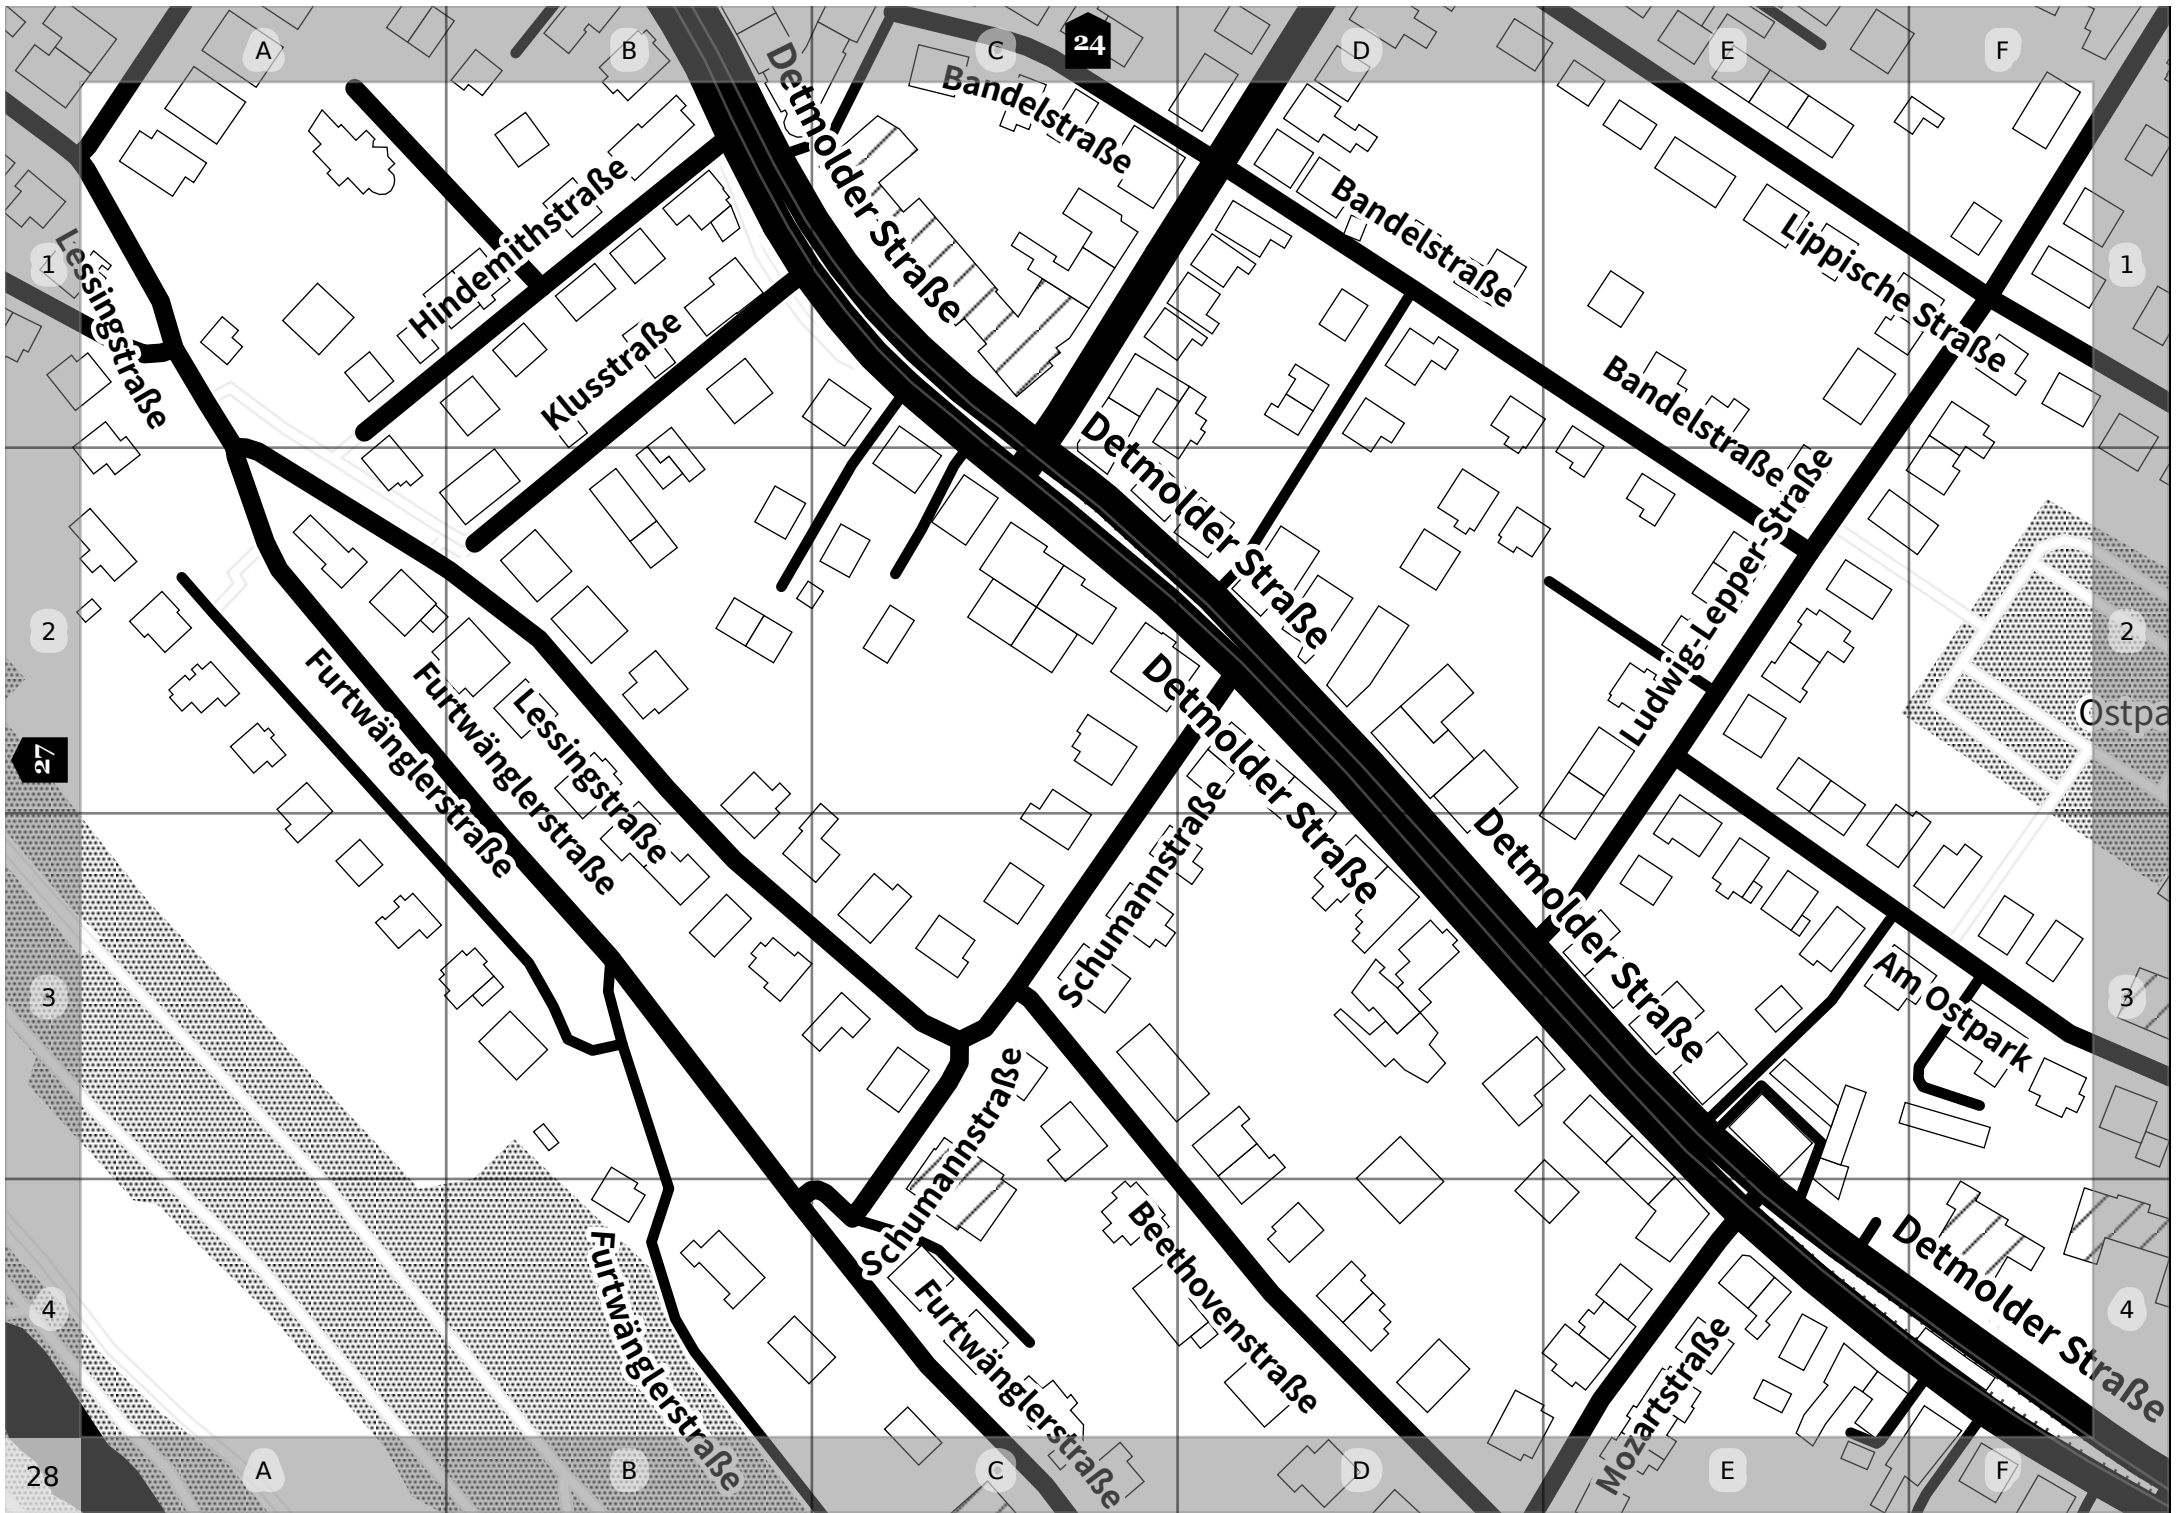 A
B
C
24
D
E
F
Detmolder Straße
Bandelstraße
Hindemithstraße
Bandelstraße
Lippische Straße
1
1
Lessingstraße
Detmolder Straße
Klusstraße
Bandelstraße
Detmolder Straße
Ludwig-Lepper-Straße
2
2
Furtwänglerstraße
Furtwänglerstraße
Lessingstraße
Detmolder Straße
Ostpa
27
Schumannstraße
Detmolder Straße
3
3
Am Ostpark
Schumannstraße
Furtwänglerstraße
Beethovenstraße
Furtwänglerstraße
Detmolder Straße
Mozartstraße
4
4
28
A
B
C
D
E
F